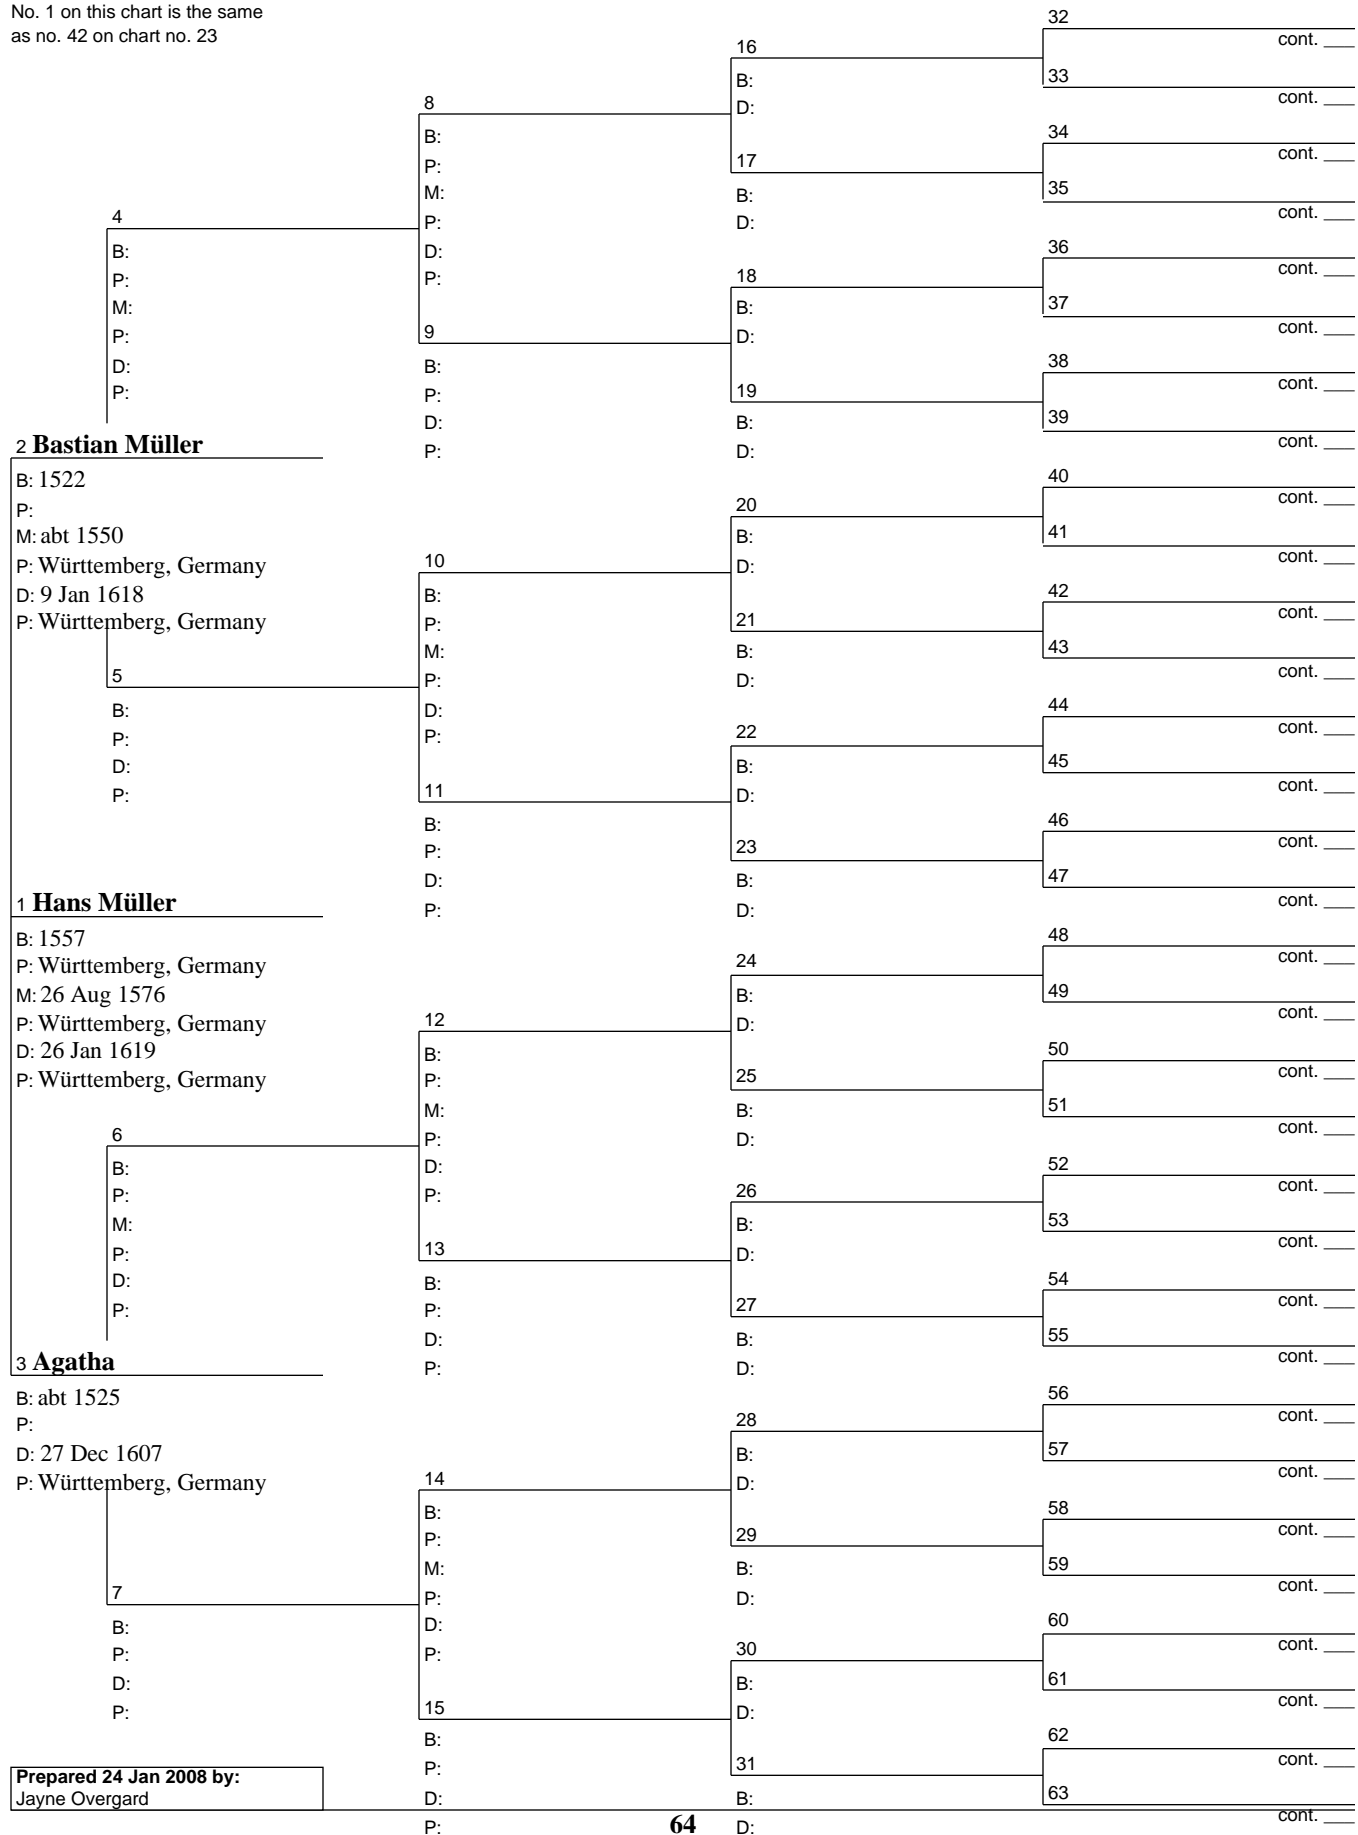 No. 1 on this chart is the same
as no. 42 on chart no. 23
4
B:
P:
M:
P:
D:
P:
2 Bastian Müller
B: 1522
P:
M: abt 1550
P: Württemberg, Germany
D: 9 Jan 1618
P: Württemberg, Germany
5
B:
P:
D:
P:
1 Hans Müller
B: 1557
P: Württemberg, Germany
M: 26 Aug 1576
P: Württemberg, Germany
D: 26 Jan 1619
P: Württemberg, Germany
6
B:
P:
M:
P:
D:
P:
3 Agatha
B: abt 1525
P:
D: 27 Dec 1607
P: Württemberg, Germany
7
B:
P:
D:
P:
8
B:
P:
M:
P:
D:
P:
9
B:
P:
D:
P:
10
B:
P:
M:
P:
D:
P:
11
B:
P:
D:
P:
12
B:
P:
M:
P:
D:
P:
13
B:
P:
D:
P:
14
B:
P:
M:
P:
D:
P:
15
B:
P:
D:
P:
16
B:
D:
17
B:
D:
18
B:
D:
19
B:
D:
20
B:
D:
21
B:
D:
22
B:
D:
23
B:
D:
24
B:
D:
25
B:
D:
26
B:
D:
27
B:
D:
28
B:
D:
29
B:
D:
30
B:
D:
31
B:
D:
32
cont. ___
33
cont. ___
34
cont. ___
35
cont. ___
36
cont. ___
37
cont. ___
38
cont. ___
39
cont. ___
40
cont. ___
41
cont. ___
42
cont. ___
43
cont. ___
44
cont. ___
45
cont. ___
46
cont. ___
47
cont. ___
48
cont. ___
49
cont. ___
50
cont. ___
51
cont. ___
52
cont. ___
53
cont. ___
54
cont. ___
55
cont. ___
56
cont. ___
57
cont. ___
58
cont. ___
59
cont. ___
60
cont. ___
61
cont. ___
62
cont. ___
63
cont. ___
Prepared 24 Jan 2008 by:
Jayne Overgard
64